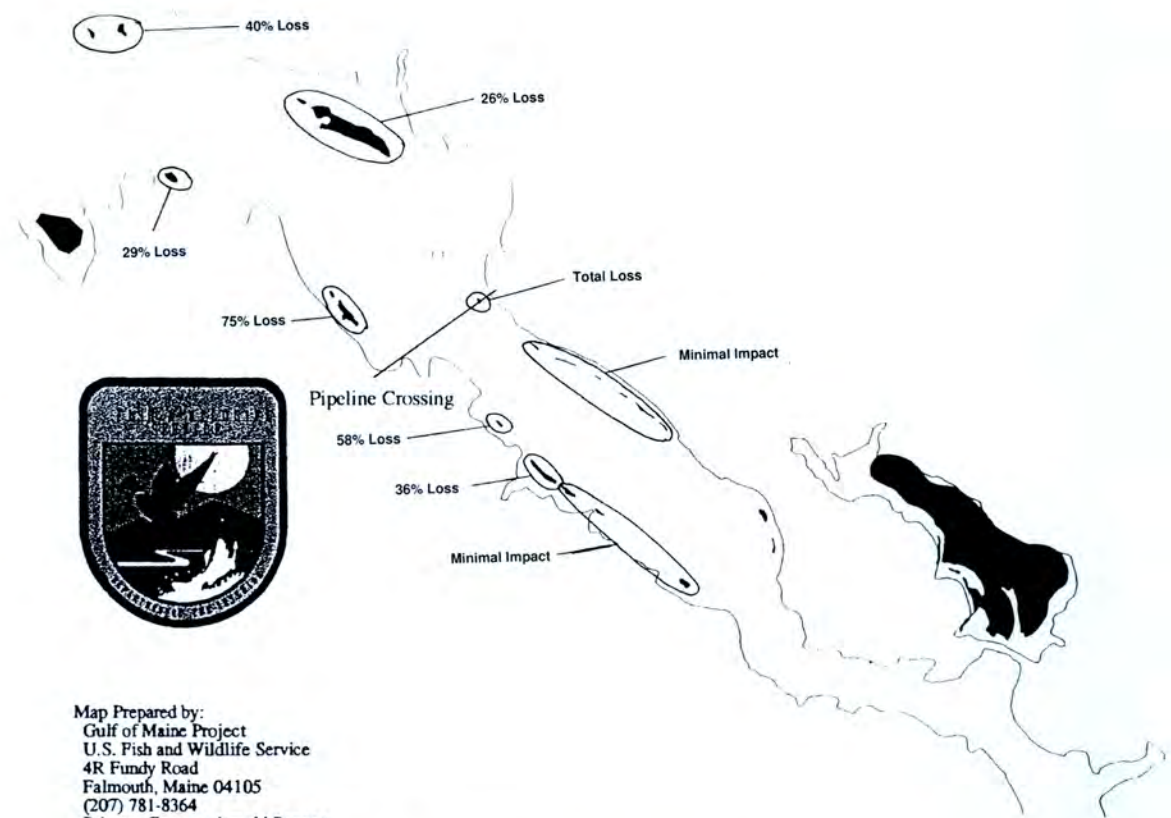 40% Loss
26% Loss
29% Loss
Total Loss
75% Loss
Minimal Impact
Pipeline Crossing
58% Loss
36% Loss
Minimal Impact
Map Prepared by:
Gulf of Maine Project
U.S. Fish and Wildlife Service
4R Fundy Road
Falmouth, Maine 04105
(207) 781-8364